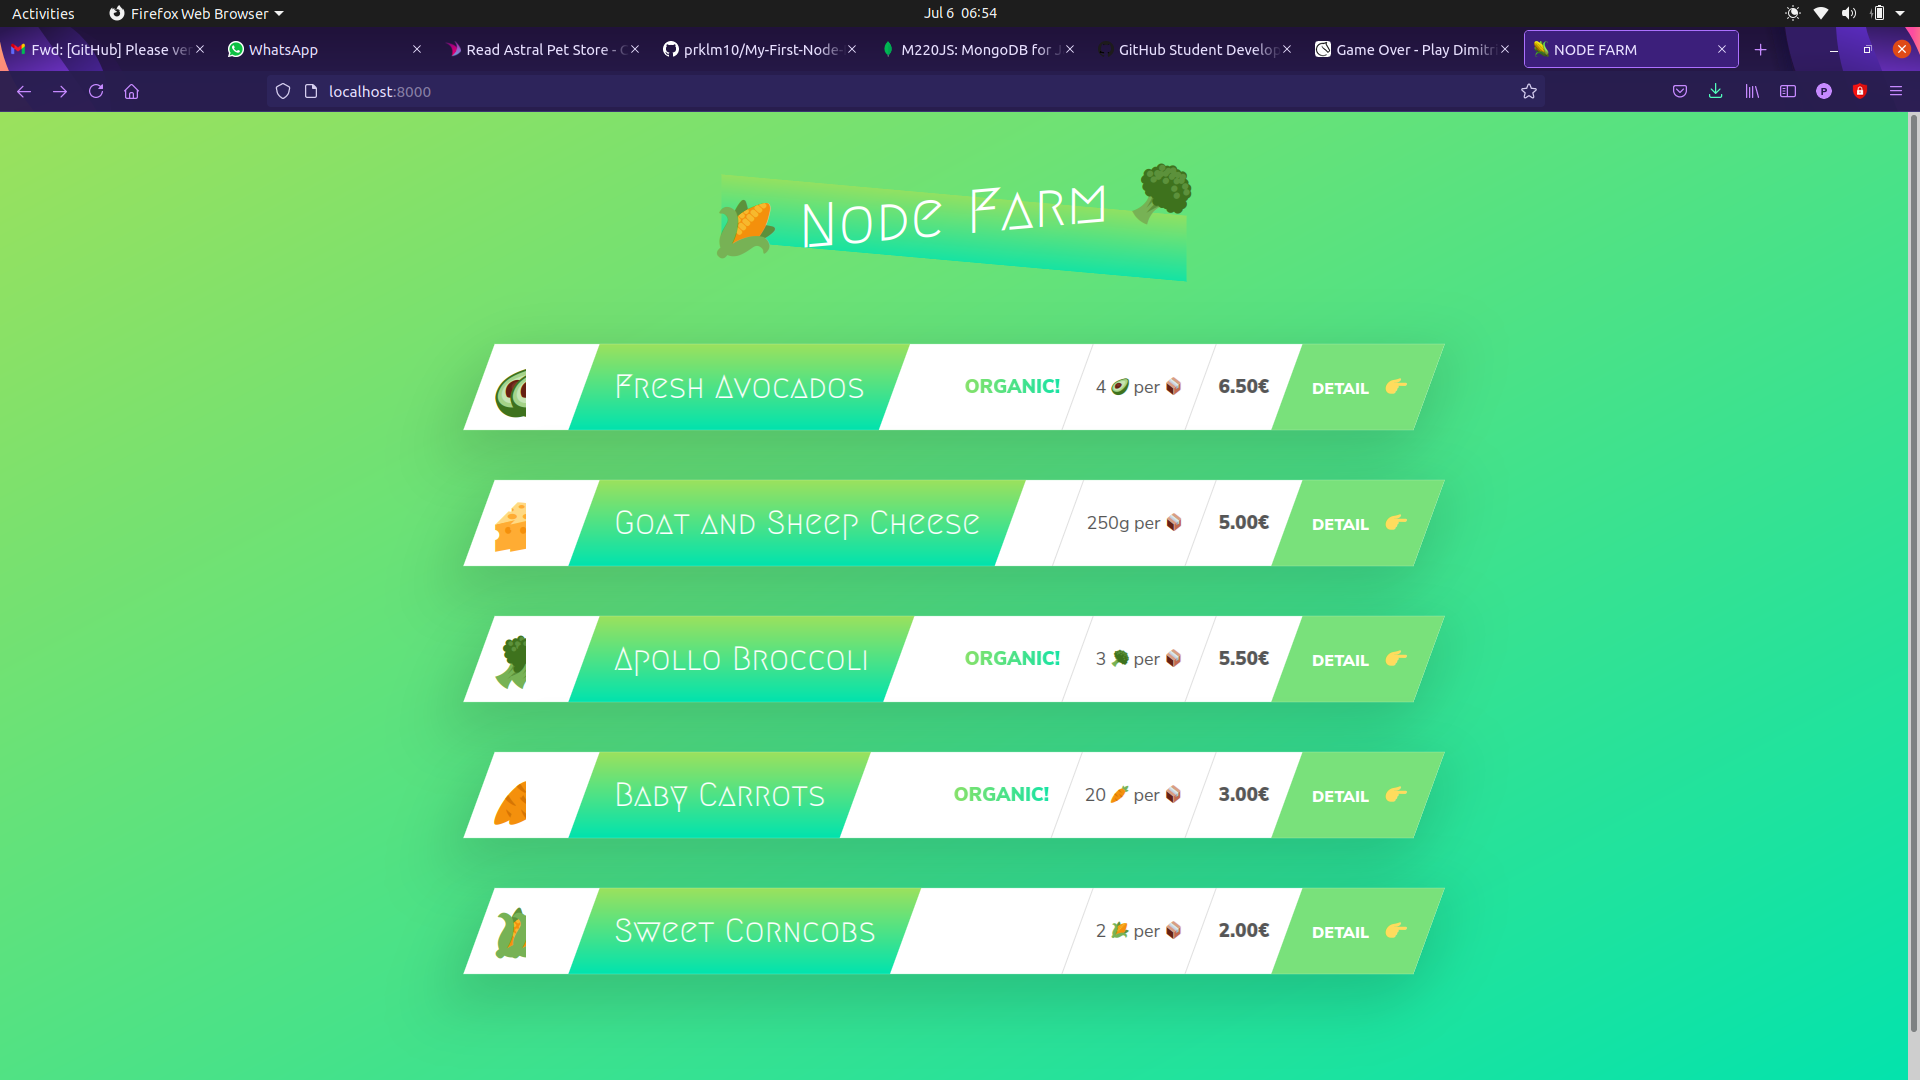 Activities Firefox Web Browser Jul 6 06:54
Fwd: [GitHub] Please ver WhatsApp Read Astral Pet Store - prklm10/My-First-Node- M220JS: MongoDB for J GitHub Student Develop Game Over - Play Dimitri NODE FARM
localhost:8000
Node Farm
Fresh Avocados ORGANIC! 4 🥑 per 📦 6.50€ DETAIL 👉
Goat and Sheep Cheese 250g per 📦 5.00€ DETAIL 👉
Apollo Broccoli ORGANIC! 3 🥦 per 📦 5.50€ DETAIL 👉
Baby Carrots ORGANIC! 20 🥕 per 📦 3.00€ DETAIL 👉
Sweet Corncobs 2 🌽 per 📦 2.00€ DETAIL 👉